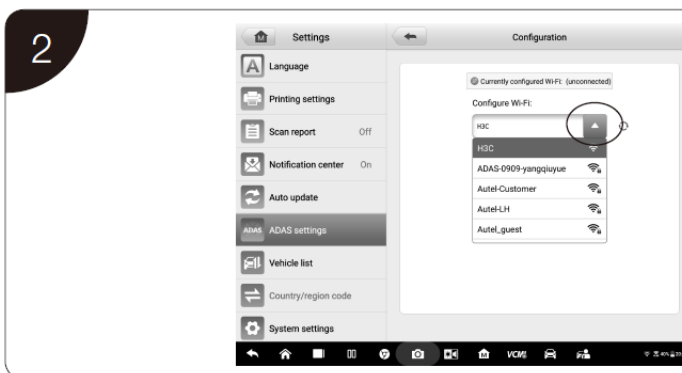 2
Settings
Configuration
Language
Printing settings
Scan report Off
Notification center On
Auto update
ADAS ADAS settings
Vehicle list
Country/region code
System settings
Currently configured Wi-Fi: (unconnected)
Configure Wi-Fi:
H3C
H3C
ADAS-0909-yangqiuyue
Autel-Customer
Autel-LH
Autel_guest
VCMI
40%